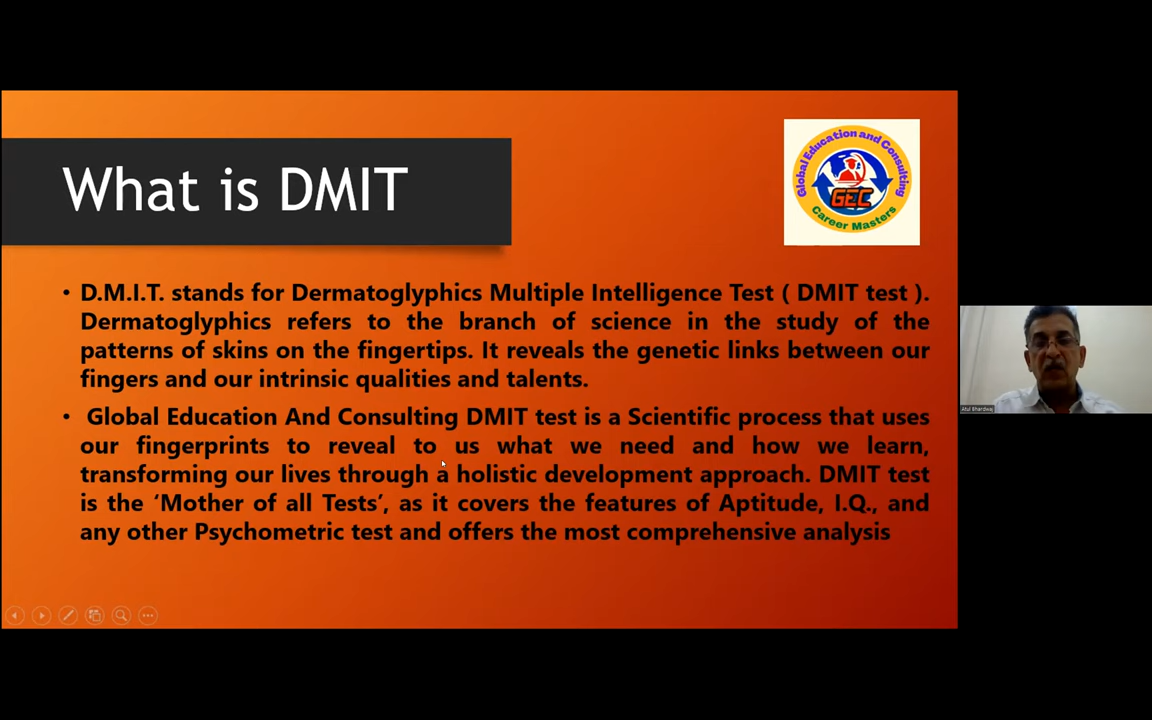 What is DMIT
Global Education and Consulting
GEC
Career Masters
• D.M.I.T. stands for Dermatoglyphics Multiple Intelligence Test ( DMIT test ).
Dermatoglyphics refers to the branch of science in the study of the
patterns of skins on the fingertips. It reveals the genetic links between our
fingers and our intrinsic qualities and talents.
• Global Education And Consulting DMIT test is a Scientific process that uses
our fingerprints to reveal to us what we need and how we learn,
transforming our lives through a holistic development approach. DMIT test
is the ‘Mother of all Tests’, as it covers the features of Aptitude, I.Q., and
any other Psychometric test and offers the most comprehensive analysis
Atul Bhardwaj